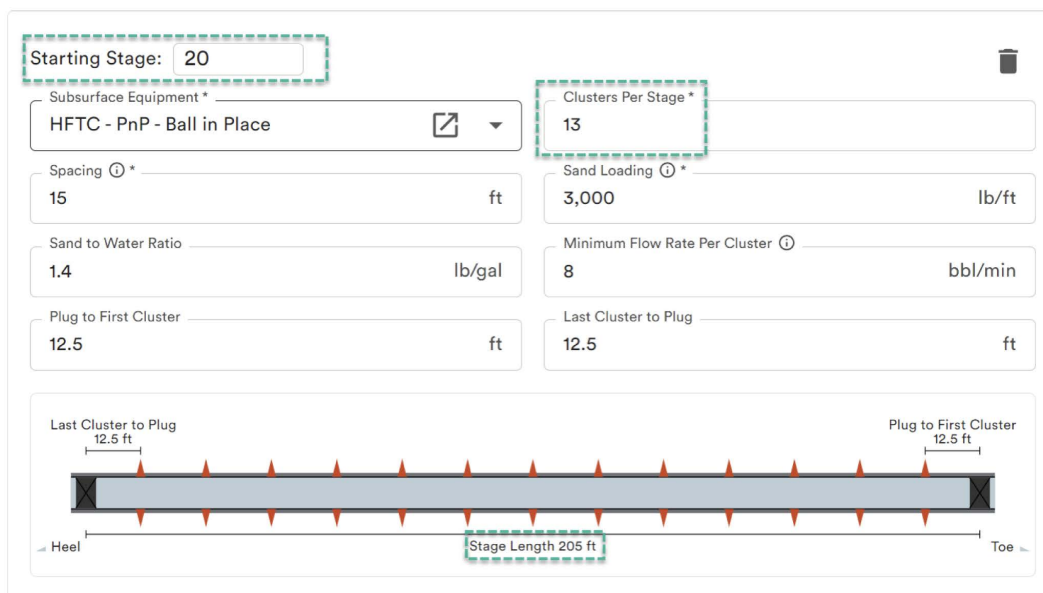 Starting Stage: 20
Subsurface Equipment *
HFTC - PnP - Ball in Place
Clusters Per Stage *
13
Spacing *
15 ft
Sand Loading *
3,000 lb/ft
Sand to Water Ratio
1.4 lb/gal
Minimum Flow Rate Per Cluster
8 bbl/min
Plug to First Cluster
12.5 ft
Last Cluster to Plug
12.5 ft
Last Cluster to Plug
12.5 ft
Plug to First Cluster
12.5 ft
Heel
Stage Length 205 ft
Toe